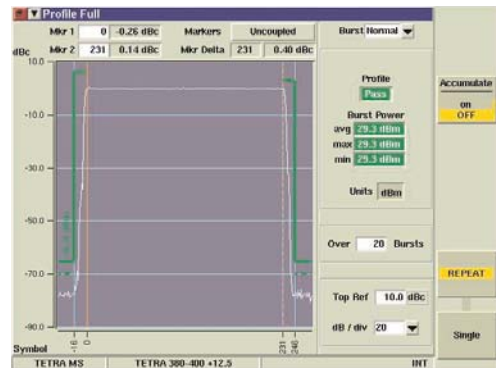 Profile Full
Mkr 1 0 -0.26 dBc Markers Uncoupled Burst Normal
dBc Mkr 2 231 0.14 dBc Mkr Delta 231 0.40 dBc
10.0
-10.0
-30.0
-50.0
-70.0
-90.0
Symbol -16 0 231 246
Profile
Pass
Burst Power
avg 29.3 dBm
max 29.3 dBm
min 29.3 dBm
Units dBm
Over 20 Bursts
Top Ref 10.0 dBc
dB / div 20
Accumulate
on
OFF
REPEAT
Single
TETRA MS TETRA 380-400 +12.5 INT